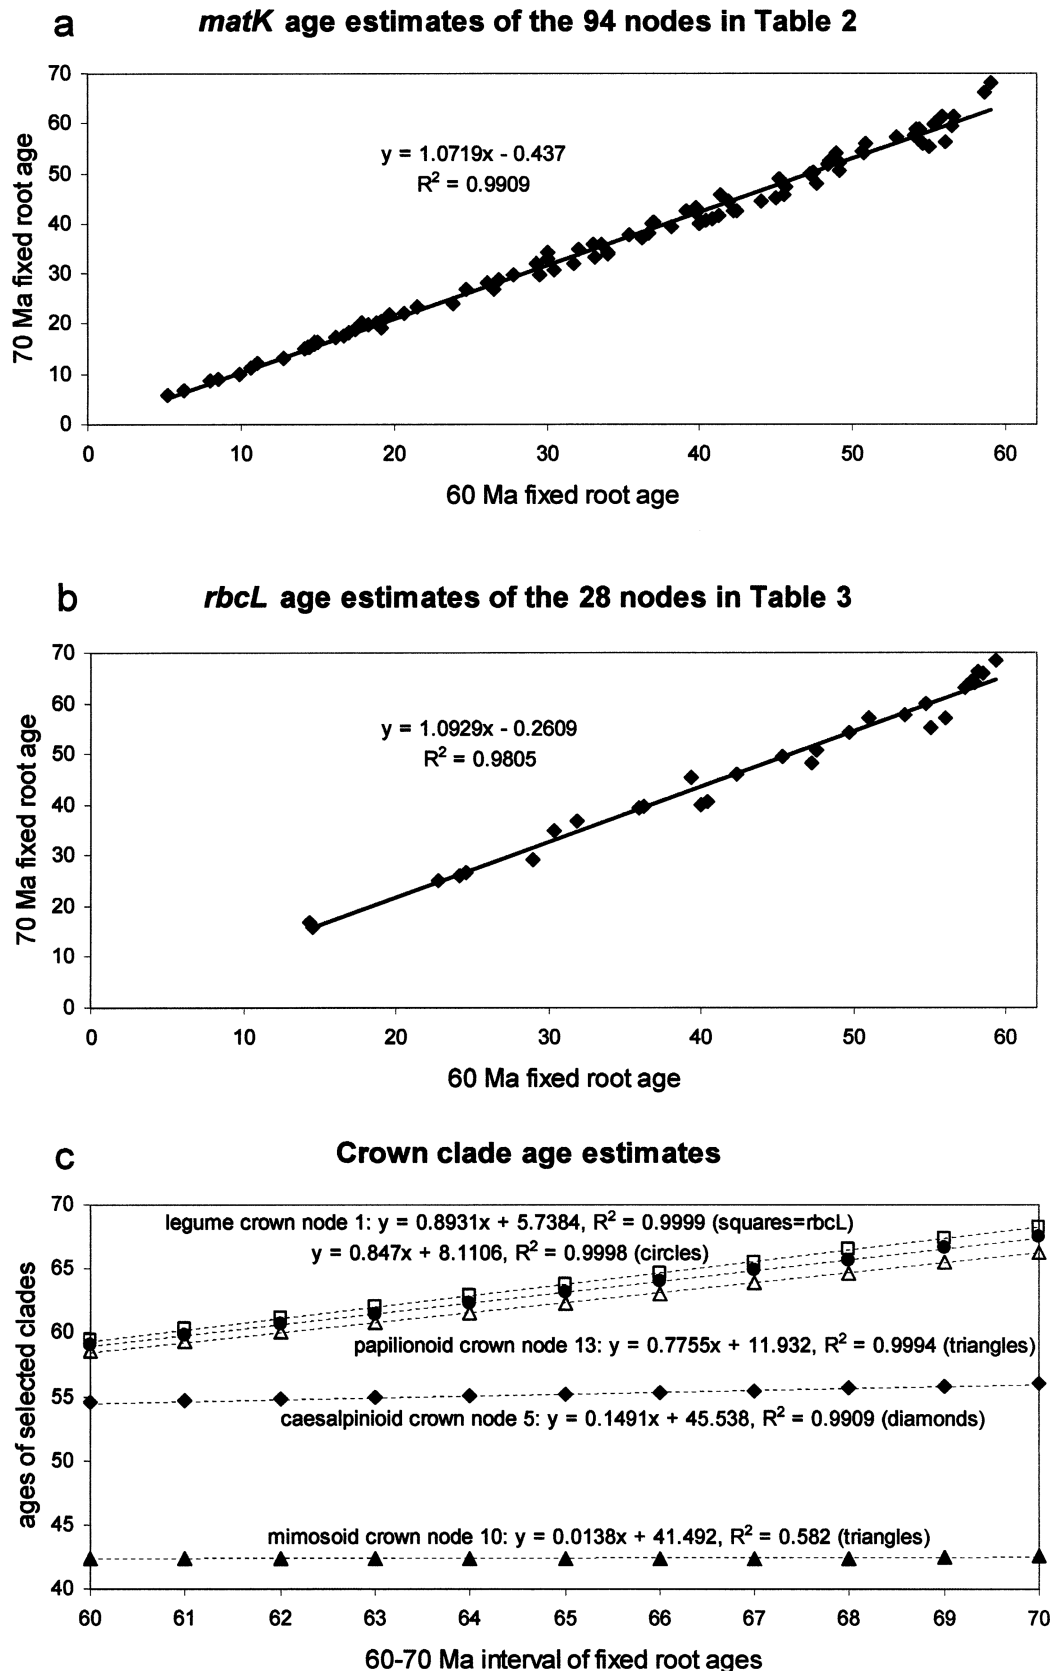 a
matK age estimates of the 94 nodes in Table 2
70
60
50
40
30
20
10
0
70 Ma fixed root age
y = 1.0719x - 0.437
R² = 0.9909
0 10 20 30 40 50 60
60 Ma fixed root age
b
rbcL age estimates of the 28 nodes in Table 3
70
60
50
40
30
20
10
0
70 Ma fixed root age
y = 1.0929x - 0.2609
R² = 0.9805
0 10 20 30 40 50 60
60 Ma fixed root age
c
Crown clade age estimates
70
65
60
55
50
45
40
ages of selected clades
legume crown node 1: y = 0.8931x + 5.7384, R² = 0.9999 (squares=rbcL)
y = 0.847x + 8.1106, R² = 0.9998 (circles)
papilionoid crown node 13: y = 0.7755x + 11.932, R² = 0.9994 (triangles)
caesalpinioid crown node 5: y = 0.1491x + 45.538, R² = 0.9909 (diamonds)
mimosoid crown node 10: y = 0.0138x + 41.492, R² = 0.582 (triangles)
60 61 62 63 64 65 66 67 68 69 70
60-70 Ma interval of fixed root ages